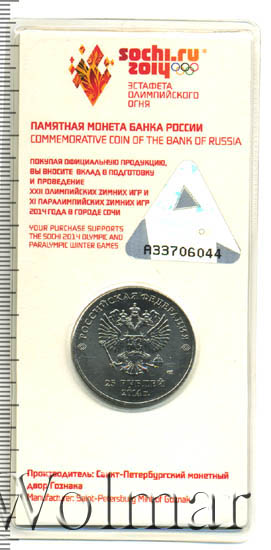 sochi.ru
2014
ЭСТАФЕТА
ОЛИМПИЙСКОГО
ОГНЯ
ПАМЯТНАЯ МОНЕТА БАНКА РОССИИ
COMMEMORATIVE COIN OF THE BANK OF RUSSIA
ПОКУПАЯ ОФИЦИАЛЬНУЮ ПРОДУКЦИЮ,
ВЫ ВНОСИТЕ ВКЛАД В ПОДГОТОВКУ
И ПРОВЕДЕНИЕ
XXII ОЛИМПИЙСКИХ ЗИМНИХ ИГР И
XI ПАРАЛИМПИЙСКИХ ЗИМНИХ ИГР
2014 ГОДА В ГОРОДЕ СОЧИ
YOUR PURCHASE SUPPORTS
THE SOCHI 2014 OLYMPIC AND
PARALYMPIC WINTER GAMES
A33706044
РОССИЙСКАЯ ФЕДЕРАЦИЯ
25 РУБЛЕЙ
2014 г.
Производитель: Санкт-Петербургский монетный
двор Гознака
Manufacturer: Saint-Petersburg Mint of Goznak
Wolmar